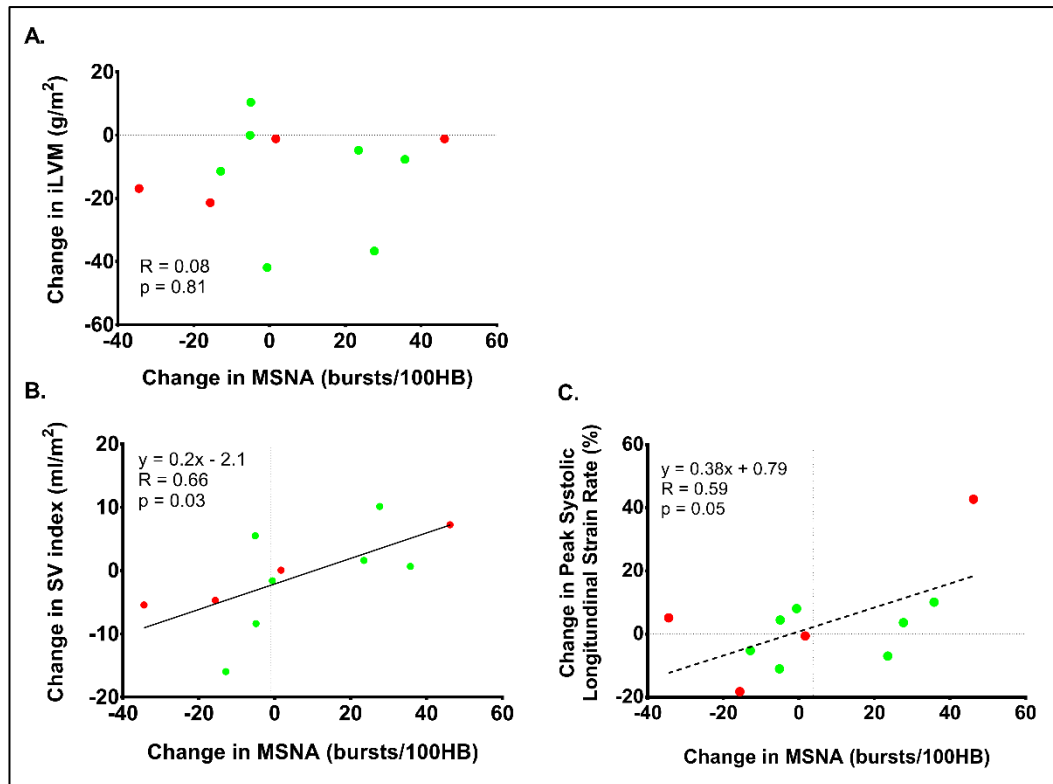 A.
Change in iLVM (g/m²)
20
0
-20
-40
-60
R = 0.08
p = 0.81
-40 -20 0 20 40 60
Change in MSNA (bursts/100HB)
B.
Change in SV index (ml/m²)
20
10
0
-10
-20
y = 0.2x - 2.1
R = 0.66
p = 0.03
-40 -20 0 20 40 60
Change in MSNA (bursts/100HB)
C.
Change in Peak Systolic
Longitundinal Strain Rate (%)
60
40
20
0
-20
y = 0.38x + 0.79
R = 0.59
p = 0.05
-40 -20 0 20 40 60
Change in MSNA (bursts/100HB)